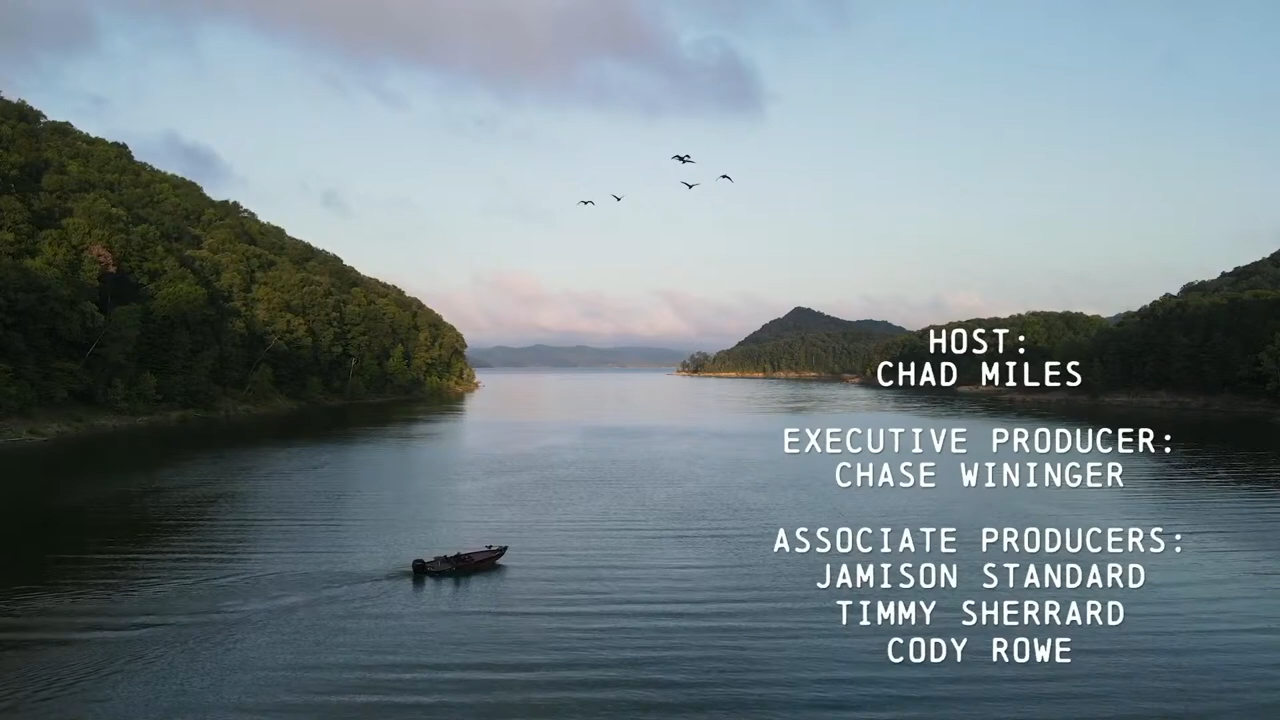 HOST:
CHAD MILES
EXECUTIVE PRODUCER:
CHASE WININGER
ASSOCIATE PRODUCERS:
JAMISON STANDARD
TIMMY SHERRARD
CODY ROWE